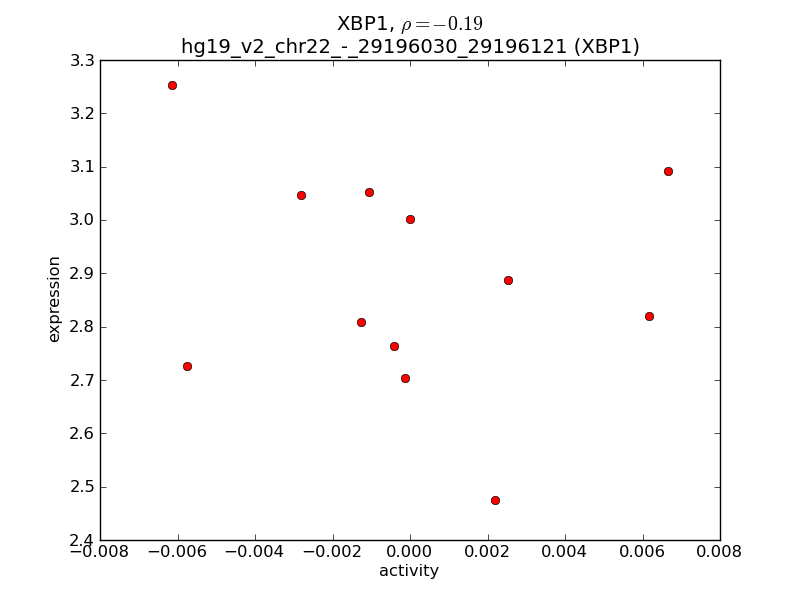 XBP1, ρ = −0.19
hg19_v2_chr22_-_29196030_29196121 (XBP1)
3.3
3.2
3.1
3.0
2.9
2.8
2.7
2.6
2.5
2.4
expression
−0.008 −0.006 −0.004 −0.002 0.000 0.002 0.004 0.006 0.008
activity